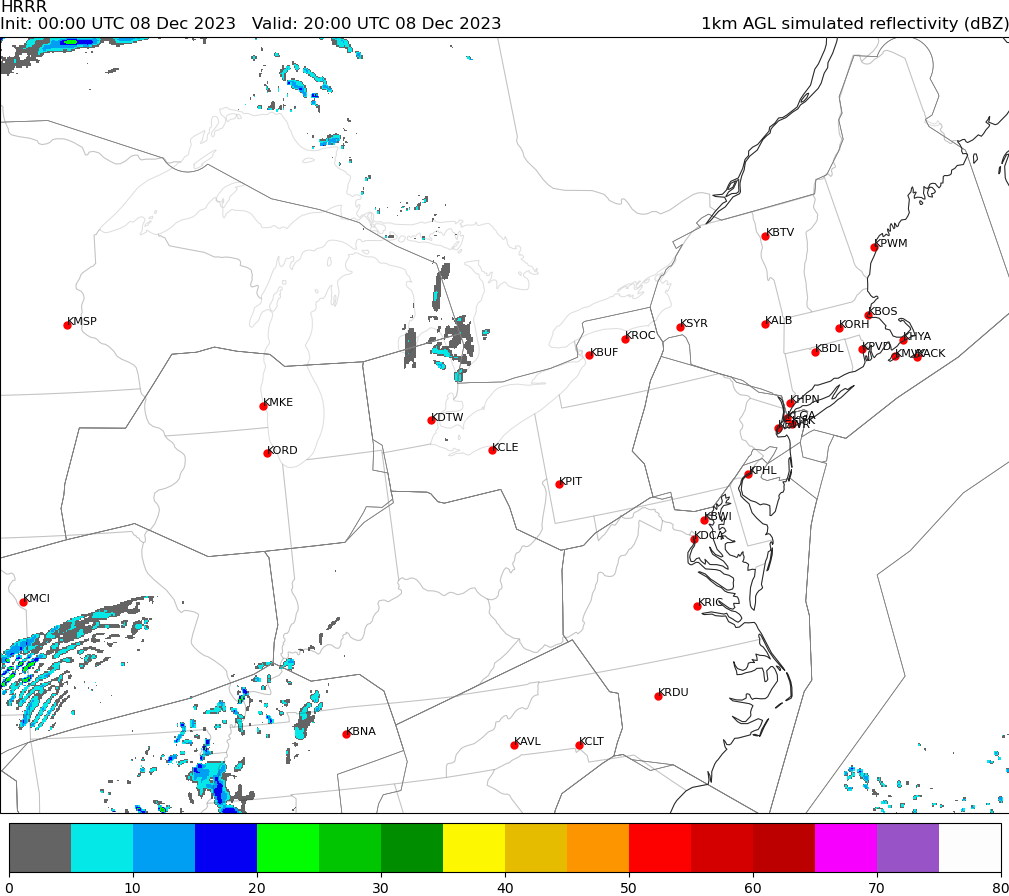 HRRR
Init: 00:00 UTC 08 Dec 2023   Valid: 20:00 UTC 08 Dec 2023   1km AGL simulated reflectivity (dBZ)
KBTV
KPWM
KMSP
KBOS
KSYR
KALB
KORH
KROC
KHYA
KBUF
KBDL
KPVD
KACK
KHPN
KMKE
KLGA
KDTW
KORD
KCLE
KPHL
KPIT
KBWI
KDCA
KMCI
KRIC
KRDU
KBNA
KAVL
KCLT
0 10 20 30 40 50 60 70 80